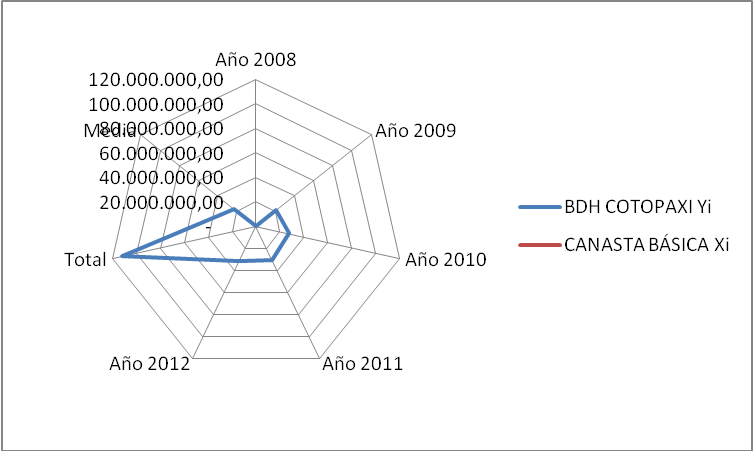 Año 2008
120.000.000,00
100.000.000,00
80.000.000,00
60.000.000,00
40.000.000,00
20.000.000,00
-
Año 2009
Año 2010
Año 2011
Año 2012
Total
Media
BDH COTOPAXI Yi
CANASTA BÁSICA Xi